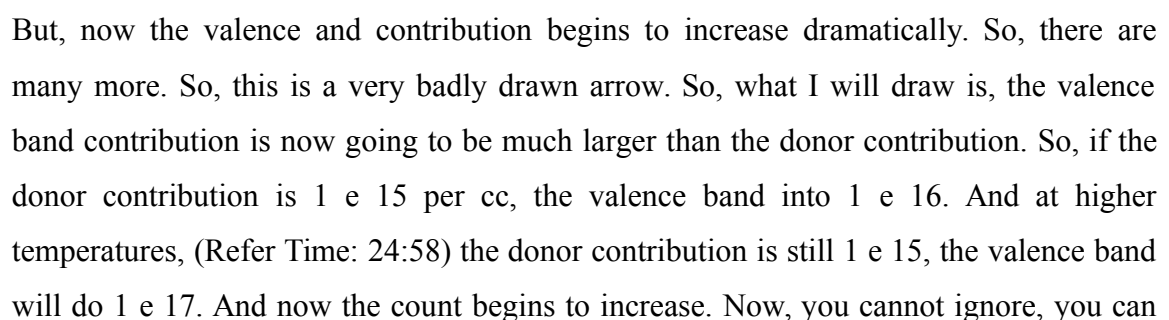 But, now the valence and contribution begins to increase dramatically. So, there are
many more. So, this is a very badly drawn arrow. So, what I will draw is, the valence
band contribution is now going to be much larger than the donor contribution. So, if the
donor contribution is 1 e 15 per cc, the valence band into 1 e 16. And at higher
temperatures, (Refer Time: 24:58) the donor contribution is still 1 e 15, the valence band
will do 1 e 17. And now the count begins to increase. Now, you cannot ignore, you can